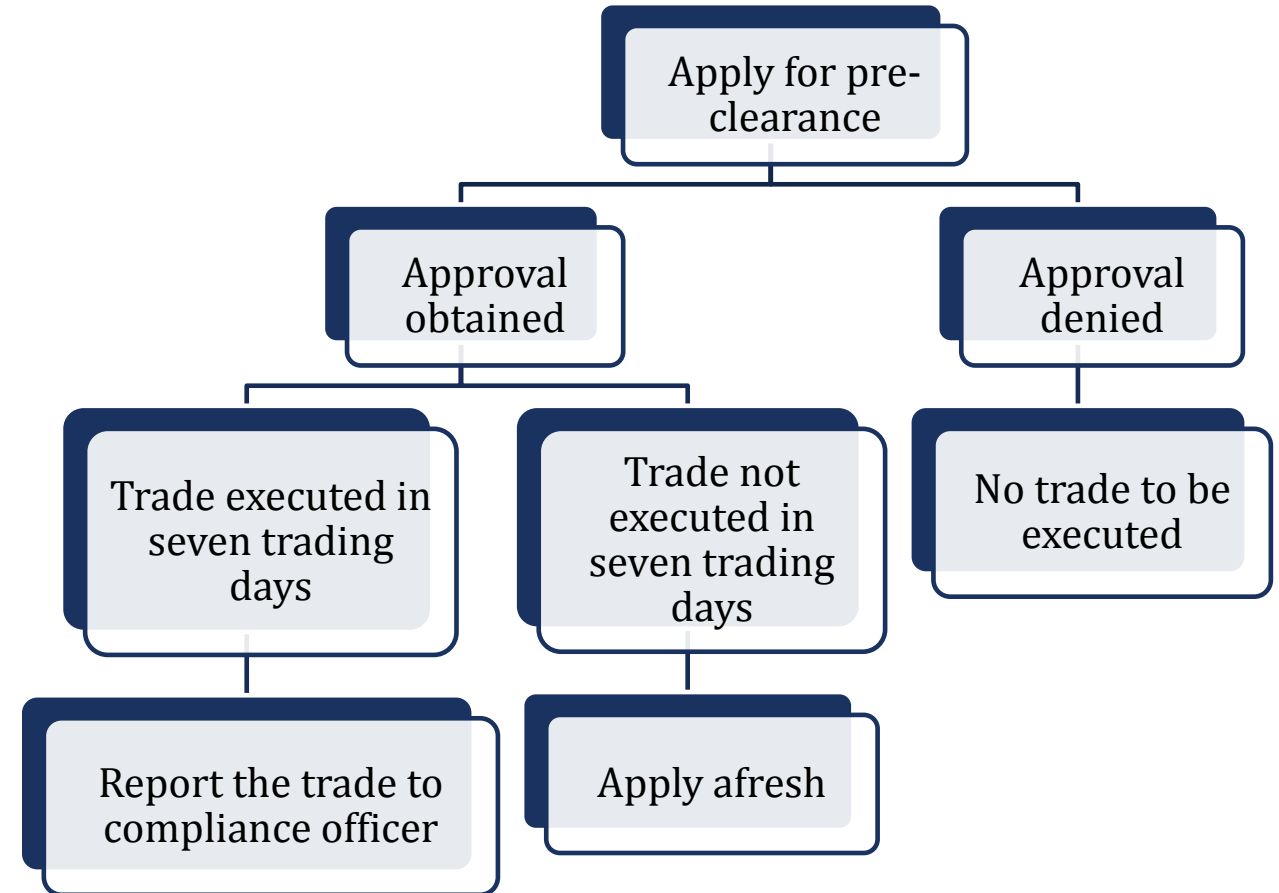 Apply for pre-
clearance
Approval
obtained
Approval
denied
Trade executed in
seven trading
days
Trade not
executed in
seven trading
days
No trade to be
executed
Report the trade to
compliance officer
Apply afresh